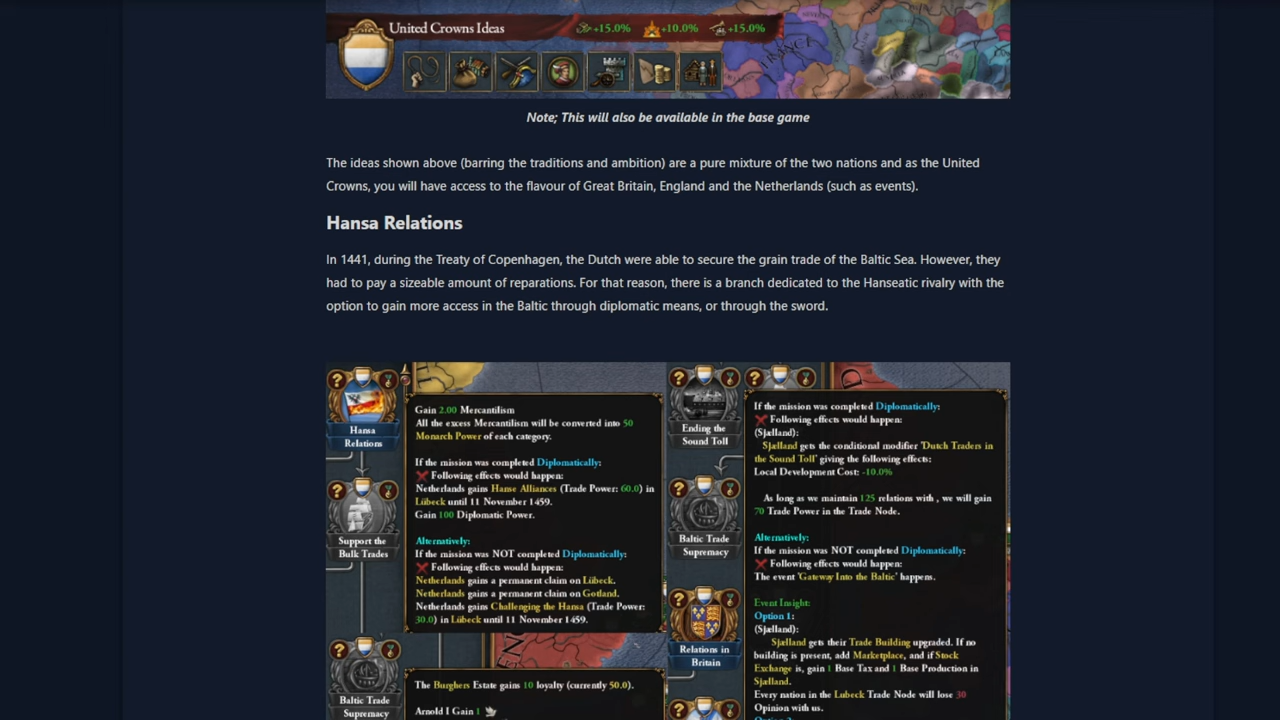 United Crowns Ideas
+15.0% +10.0% +15.0%
FRANCE
Note; This will also be available in the base game
The ideas shown above (barring the traditions and ambition) are a pure mixture of the two nations and as the United
Crowns, you will have access to the flavour of Great Britain, England and the Netherlands (such as events).
Hansa Relations
In 1441, during the Treaty of Copenhagen, the Dutch were able to secure the grain trade of the Baltic Sea. However, they
had to pay a sizeable amount of reparations. For that reason, there is a branch dedicated to the Hanseatic rivalry with the
option to gain more access in the Baltic through diplomatic means, or through the sword.
Hansa
Relations
Support the
Bulk Trades
Baltic Trade
Supremacy
Gain 2.00 Mercantilism
All the excess Mercantilism will be converted into 50
Monarch Power of each category.
If the mission was completed Diplomatically:
Following effects would happen:
Netherlands gains Hanse Alliances (Trade Power: 60.0) in
Lübeck until 11 November 1459.
Gain 100 Diplomatic Power.
Alternatively:
If the mission was NOT completed Diplomatically:
Following effects would happen:
Netherlands gains a permanent claim on Lübeck.
Netherlands gains a permanent claim on Gotland.
Netherlands gains Challenging the Hansa (Trade Power:
30.0) in Lübeck until 11 November 1459.
The Burghers Estate gains 10 loyalty (currently 50.0).
Arnold I Gain 1
Ending the
Sound Toll
Baltic Trade
Supremacy
Relations in
Britain
If the mission was completed Diplomatically:
Following effects would happen:
(Sjælland):
Sjælland gets the conditional modifier 'Dutch Traders in
the Sound Toll' giving the following effects:
Local Development Cost: -10.0%
As long as we maintain 125 relations with , we will gain
70 Trade Power in the Trade Node.
Alternatively:
If the mission was NOT completed Diplomatically:
Following effects would happen:
The event 'Gateway Into the Baltic' happens.
Event Insight:
Option 1:
(Sjælland):
Sjælland gets their Trade Building upgraded. If no
building is present, add Marketplace, and if Stock
Exchange is, gain 1 Base Tax and 1 Base Production in
Sjælland.
Every nation in the Lubeck Trade Node will lose 30
Opinion with us.
Option 2: